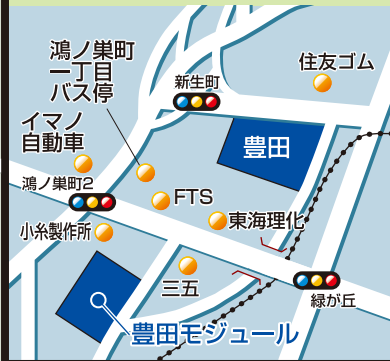 鴻ノ巣町
一丁目
バス停
新生町
住友ゴム
イマノ
自動車
豊田
鴻ノ巣町2
FTS
小糸製作所
東海理化
三五
緑が丘
豊田モジュール